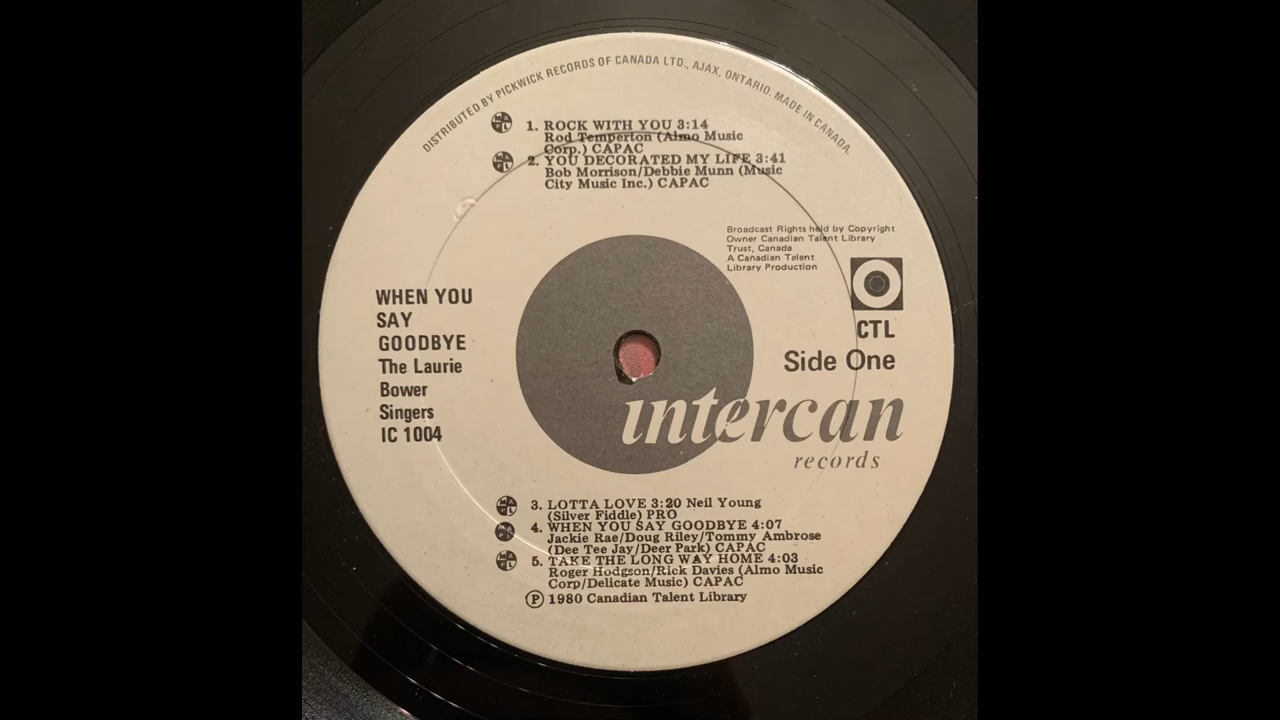 DISTRIBUTED BY PICKWICK RECORDS OF CANADA LTD., AJAX, ONTARIO. MADE IN CANADA.
1. ROCK WITH YOU 3:14
Rod Temperton (Almo Music
Corp.) CAPAC
2. YOU DECORATED MY LIFE 3:41
Bob Morrison/Debbie Munn (Music
City Music Inc.) CAPAC
Broadcast Rights held by Copyright
Owner Canadian Talent Library
Trust, Canada
A Canadian Talent
Library Production
WHEN YOU
SAY
GOODBYE
The Laurie
Bower
Singers
IC 1004
CTL
Side One
intercan
records
3. LOTTA LOVE 3:20 Neil Young
(Silver Fiddle) PRO
4. WHEN YOU SAY GOODBYE 4:07
Jackie Rae/Doug Riley/Tommy Ambrose
(Dee Tee Jay/Deer Park) CAPAC
5. TAKE THE LONG WAY HOME 4:03
Roger Hodgson/Rick Davies (Almo Music
Corp/Delicate Music) CAPAC
Ⓟ 1980 Canadian Talent Library